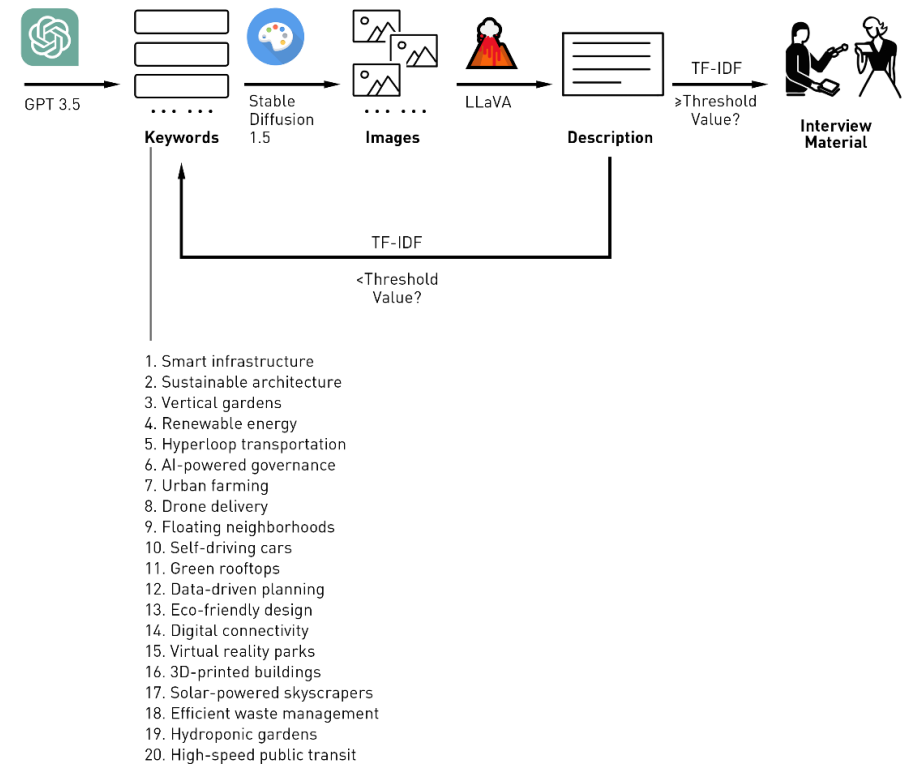 GPT 3.5
Keywords
Stable
Diffusion
1.5
Images
LLaVA
Description
TF-IDF
≥Threshold
Value?
Interview
Material
TF-IDF
<Threshold
Value?
1. Smart infrastructure
2. Sustainable architecture
3. Vertical gardens
4. Renewable energy
5. Hyperloop transportation
6. AI-powered governance
7. Urban farming
8. Drone delivery
9. Floating neighborhoods
10. Self-driving cars
11. Green rooftops
12. Data-driven planning
13. Eco-friendly design
14. Digital connectivity
15. Virtual reality parks
16. 3D-printed buildings
17. Solar-powered skyscrapers
18. Efficient waste management
19. Hydroponic gardens
20. High-speed public transit